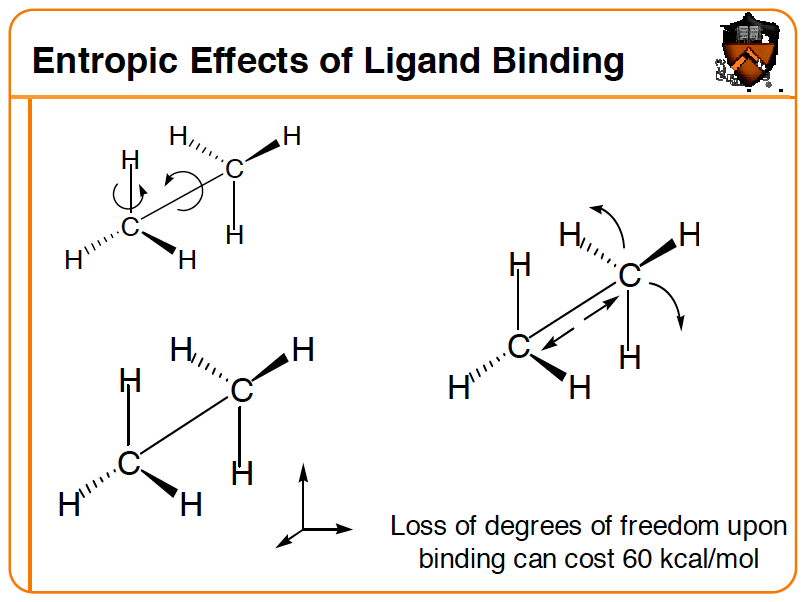 Entropic Effects of Ligand Binding
H H
H C
C H
H H
H H
H C
C H
H H
H H
H C
C H
H H
Loss of degrees of freedom upon
binding can cost 60 kcal/mol